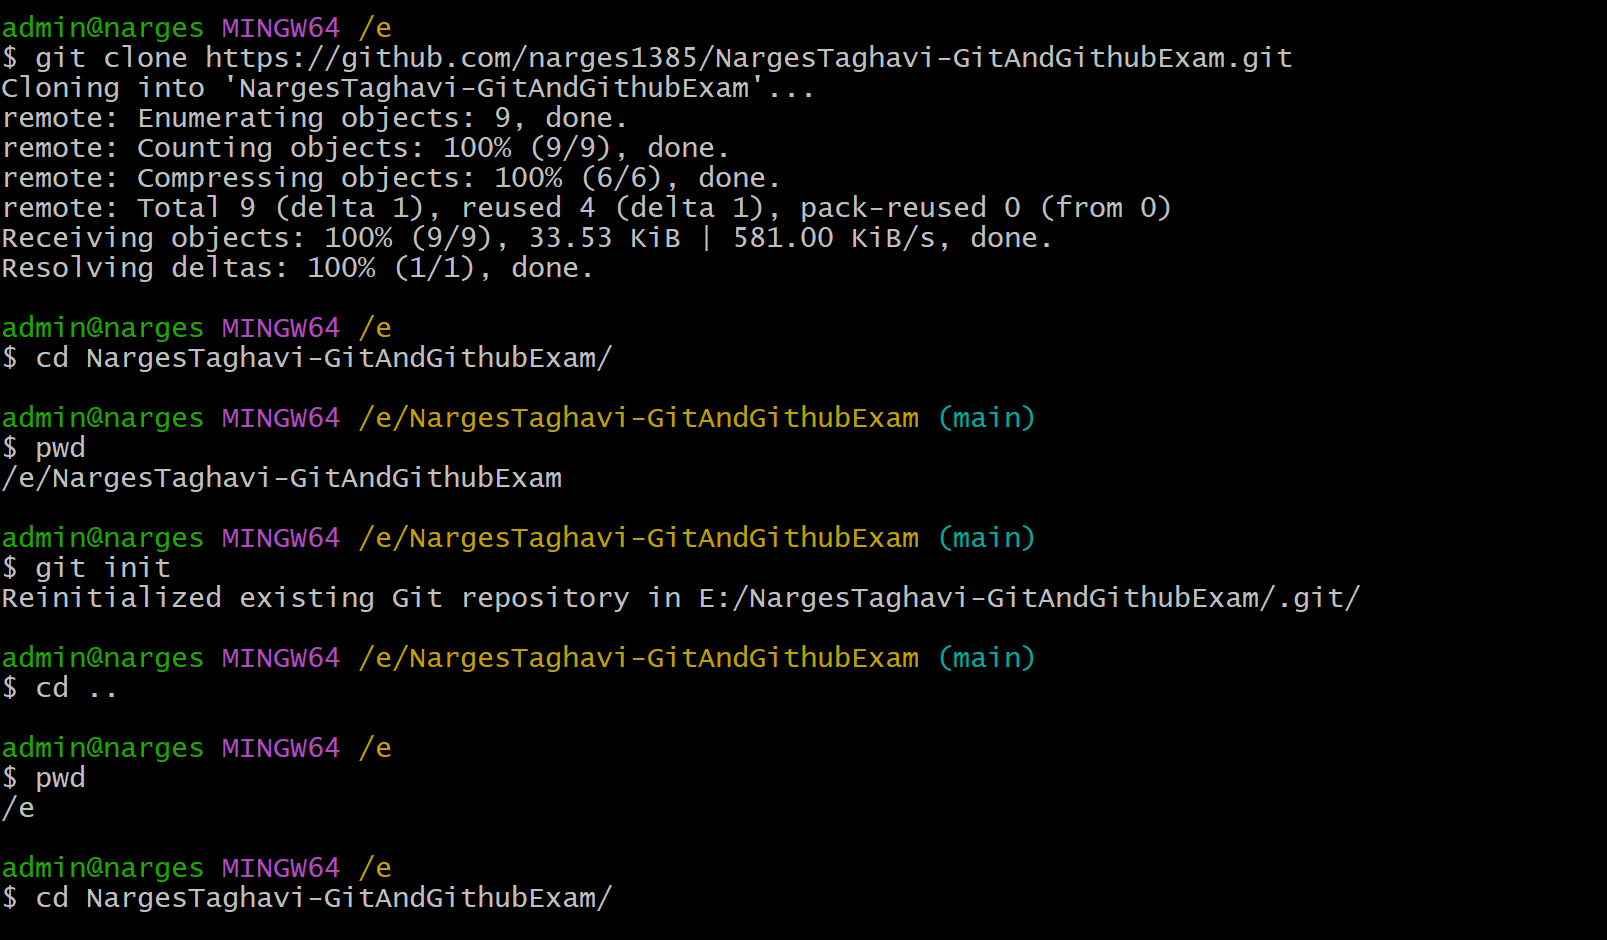 admin@narges MINGW64 /e
$ git clone https://github.com/narges1385/NargesTaghavi-GitAndGithubExam.git
Cloning into 'NargesTaghavi-GitAndGithubExam'...
remote: Enumerating objects: 9, done.
remote: Counting objects: 100% (9/9), done.
remote: Compressing objects: 100% (6/6), done.
remote: Total 9 (delta 1), reused 4 (delta 1), pack-reused 0 (from 0)
Receiving objects: 100% (9/9), 33.53 KiB | 581.00 KiB/s, done.
Resolving deltas: 100% (1/1), done.
admin@narges MINGW64 /e
$ cd NargesTaghavi-GitAndGithubExam/
admin@narges MINGW64 /e/NargesTaghavi-GitAndGithubExam (main)
$ pwd
/e/NargesTaghavi-GitAndGithubExam
admin@narges MINGW64 /e/NargesTaghavi-GitAndGithubExam (main)
$ git init
Reinitialized existing Git repository in E:/NargesTaghavi-GitAndGithubExam/.git/
admin@narges MINGW64 /e/NargesTaghavi-GitAndGithubExam (main)
$ cd ..
admin@narges MINGW64 /e
$ pwd
/e
admin@narges MINGW64 /e
$ cd NargesTaghavi-GitAndGithubExam/